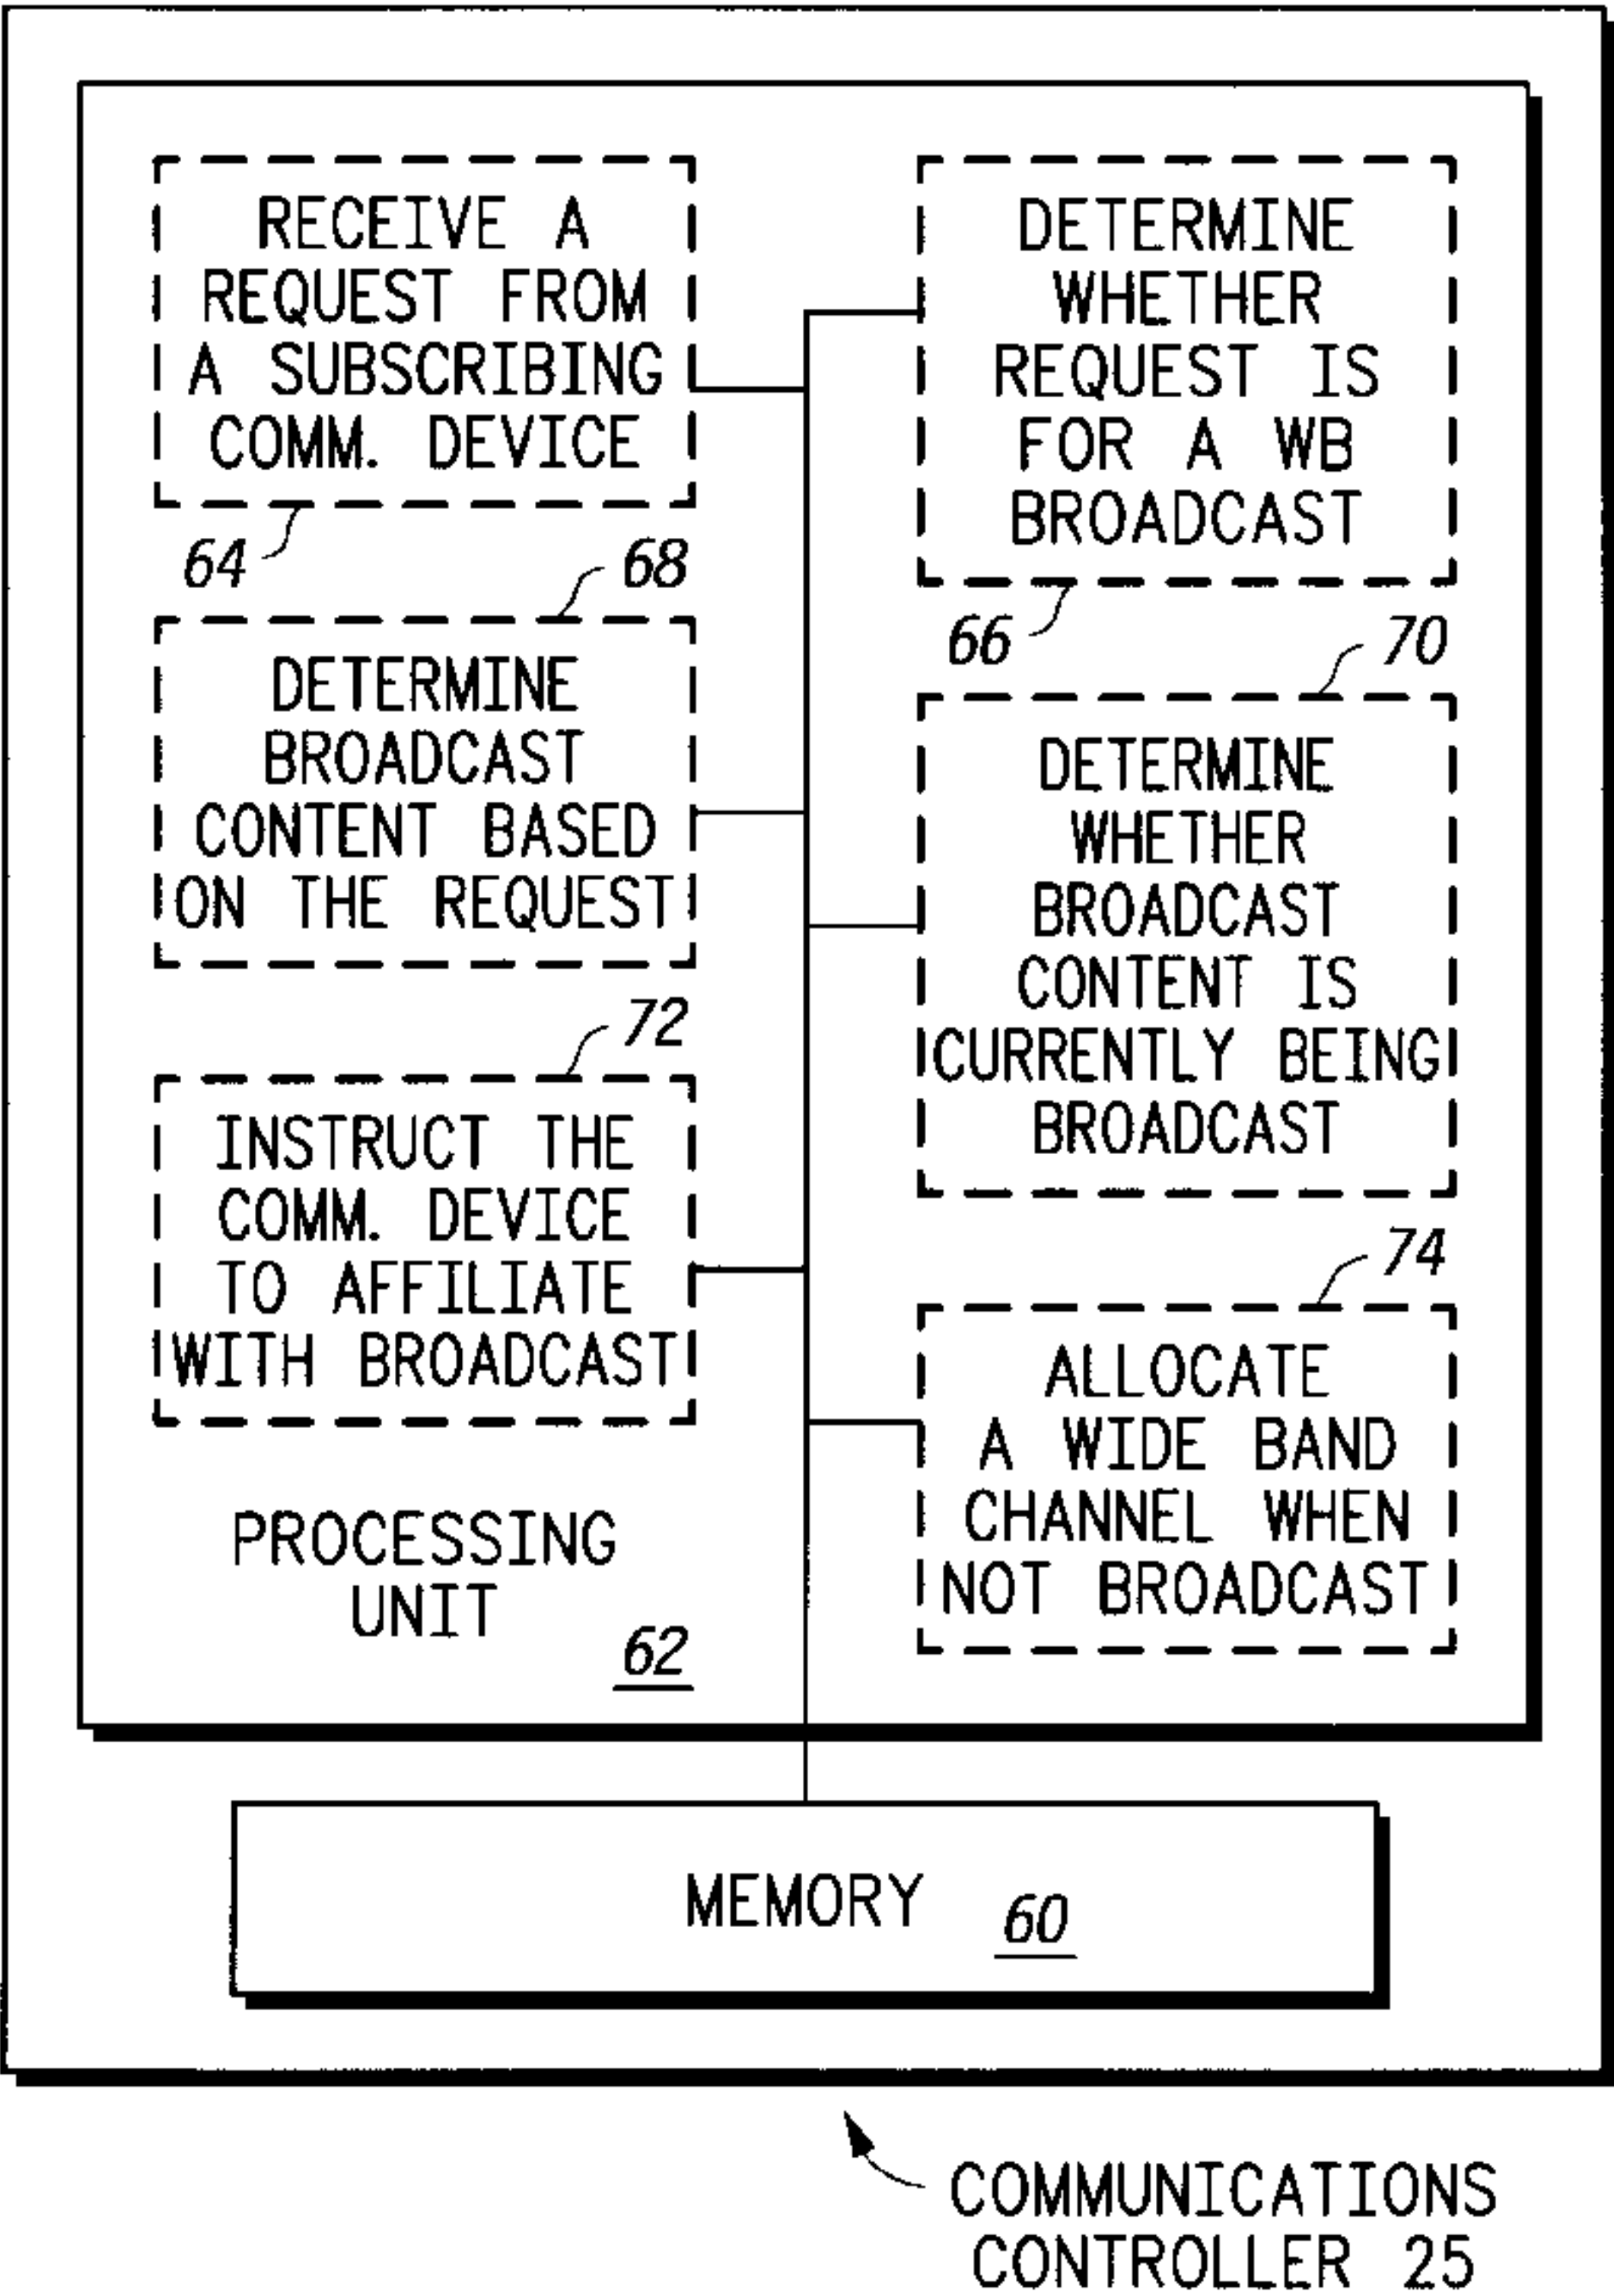 RECEIVE A
REQUEST FROM
A SUBSCRIBING
COMM. DEVICE
64
DETERMINE
WHETHER
REQUEST IS
FOR A WB
BROADCAST
66
68
DETERMINE
BROADCAST
CONTENT BASED
ON THE REQUEST
70
DETERMINE
WHETHER
BROADCAST
CONTENT IS
CURRENTLY BEING
BROADCAST
72
INSTRUCT THE
COMM. DEVICE
TO AFFILIATE
WITH BROADCAST
74
ALLOCATE
A WIDE BAND
CHANNEL WHEN
NOT BROADCAST
PROCESSING
UNIT
62
MEMORY 60
COMMUNICATIONS
CONTROLLER 25